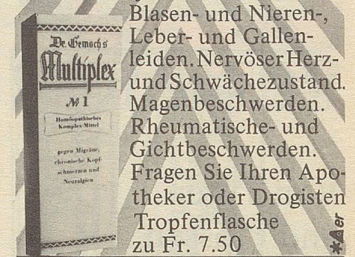 Blasen- und Nieren-,
Leber- und Gallen-
leiden. Nervöser Herz-
und Schwächezustand.
Magenbeschwerden.
Rheumatische- und
Gichtbeschwerden.
Fragen Sie Ihren Apo-
theker oder Drogisten
Tropfenflasche
zu Fr. 7.50
Dr. Gemsch's
Multiplex
№ 1
Homöopathisches
Komplex-Mittel
gegen Migräne,
chronische Kopf-
schmerzen und
Neuralgien